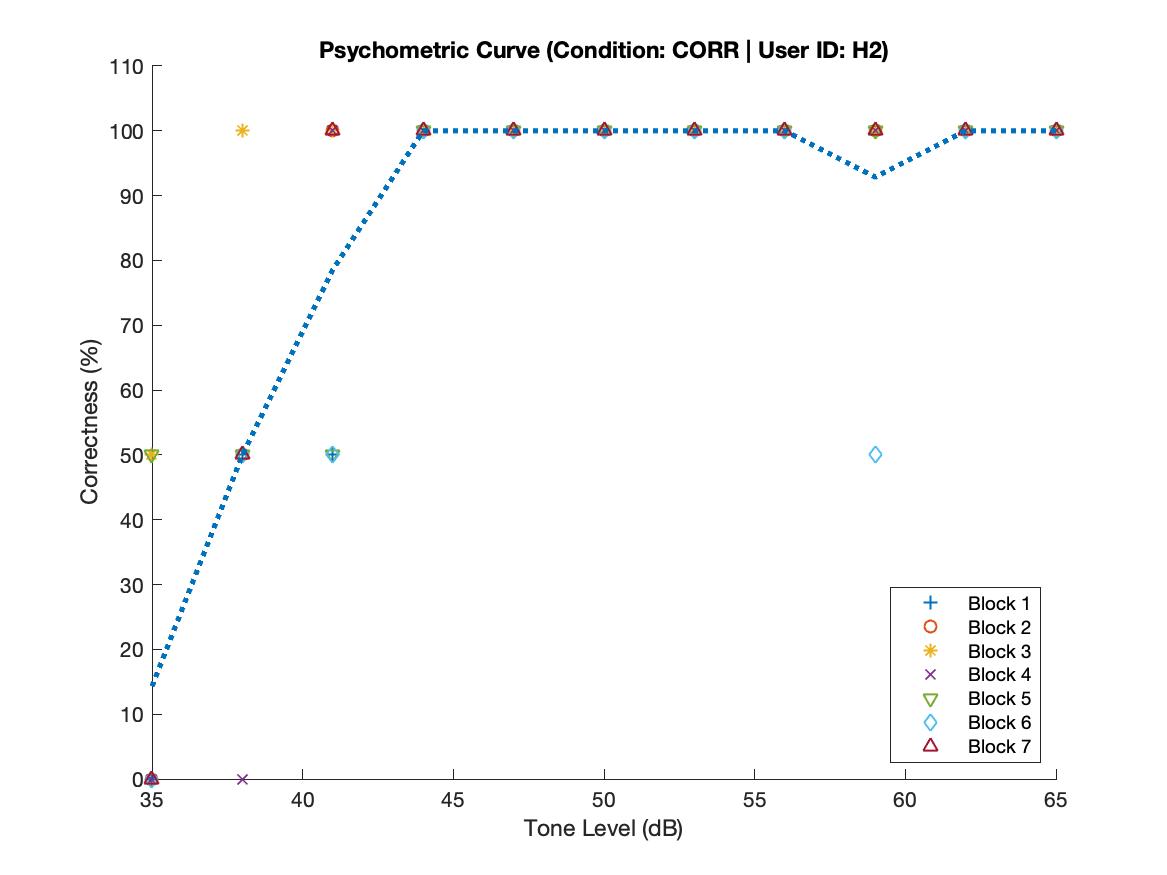 Psychometric Curve (Condition: CORR | User ID: H2)
110
100
90
80
70
60
50
40
30
20
10
0
Correctness (%)
35 40 45 50 55 60 65
Tone Level (dB)
Block 1
Block 2
Block 3
Block 4
Block 5
Block 6
Block 7